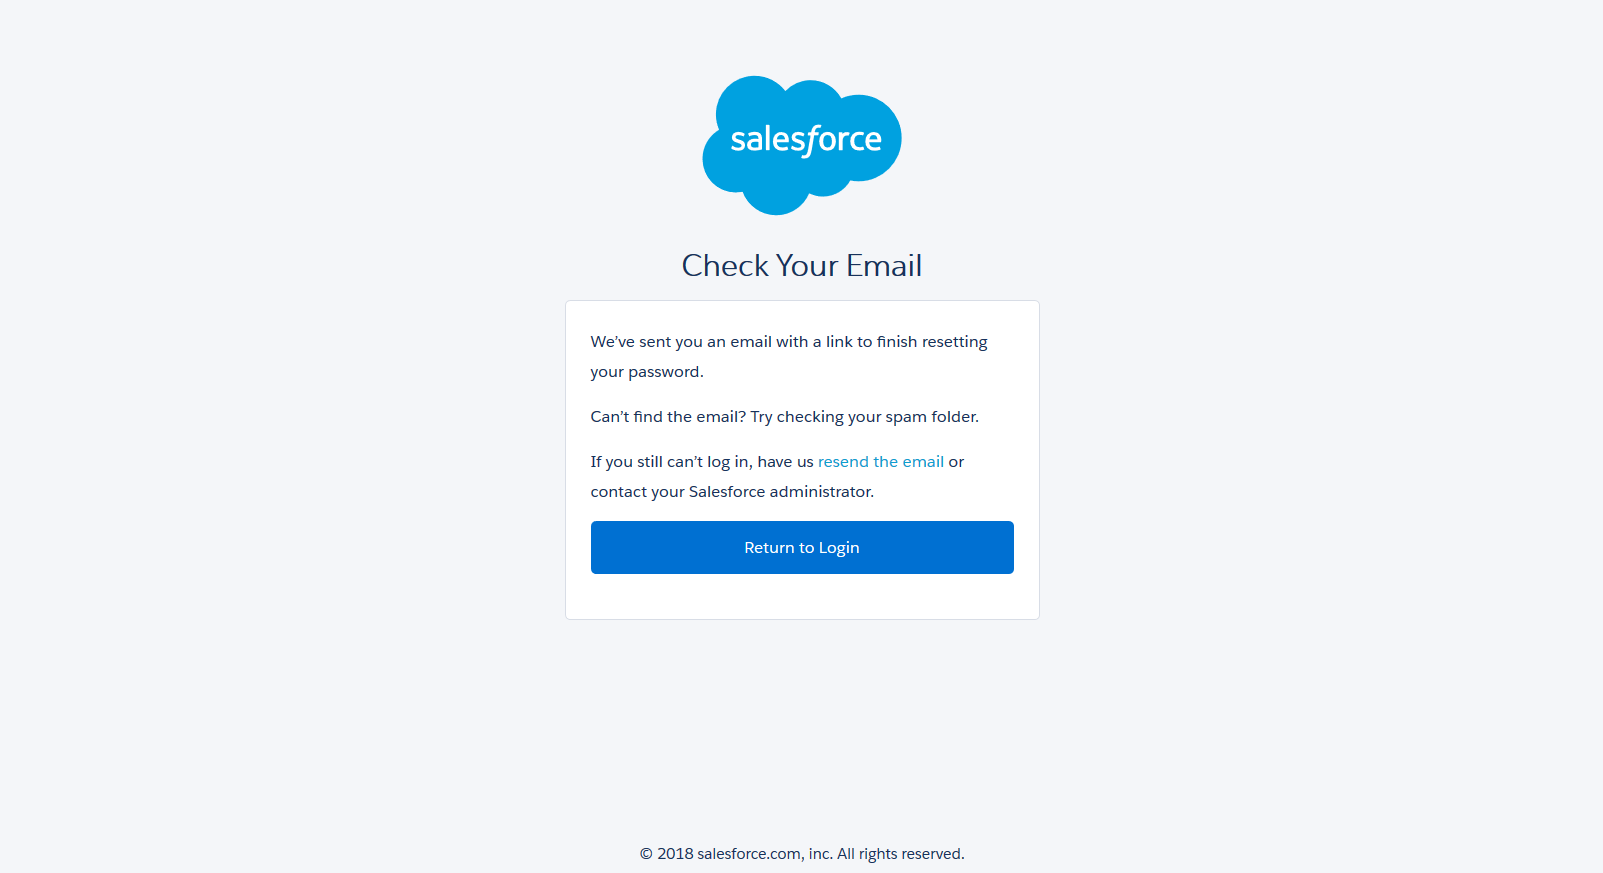 salesforce
Check Your Email
We’ve sent you an email with a link to finish resetting
your password.
Can’t find the email? Try checking your spam folder.
If you still can’t log in, have us resend the email or
contact your Salesforce administrator.
Return to Login
© 2018 salesforce.com, inc. All rights reserved.